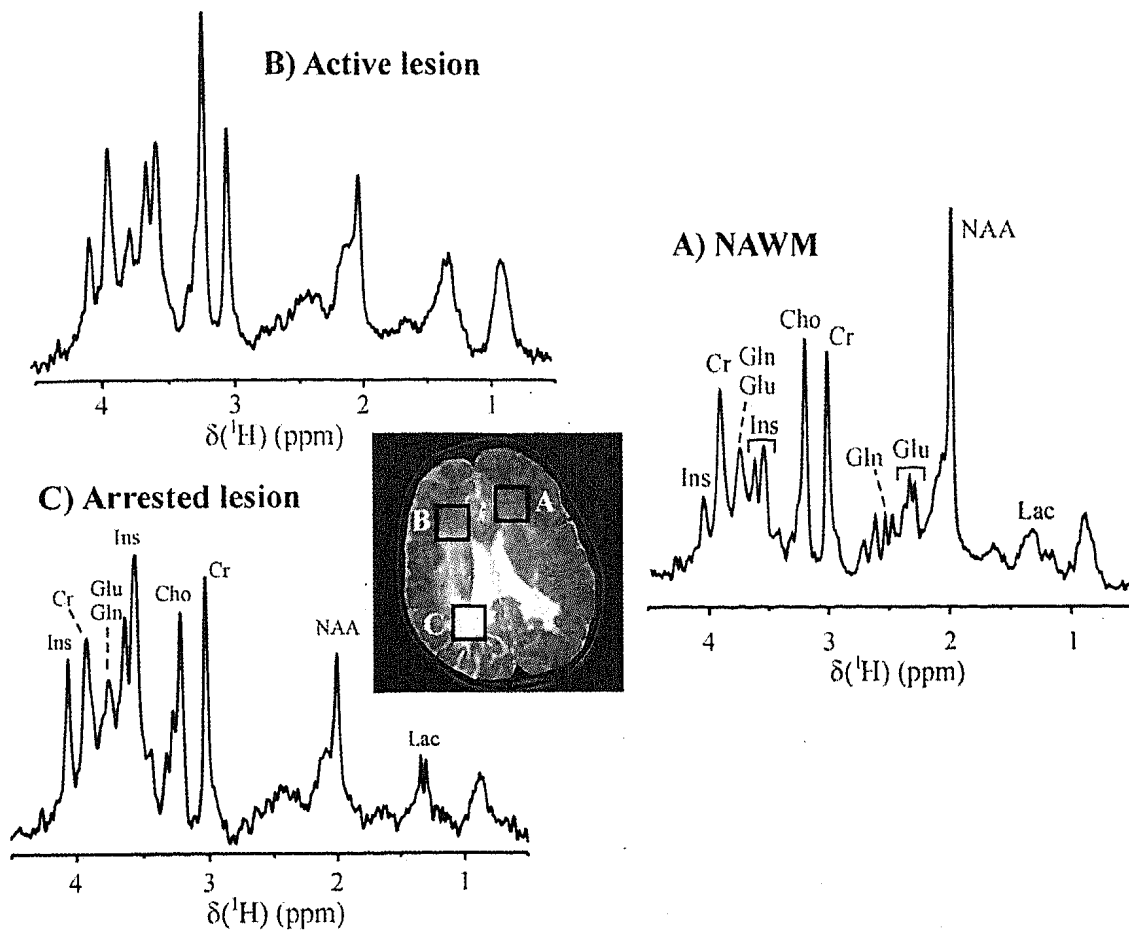 B) Active lesion
4 3 2 1
δ(¹H) (ppm)
A) NAWM
NAA
Cho
Cr
Gln
Cr
Glu
Ins
Ins
Gln
Glu
Lac
4 3 2 1
δ(¹H) (ppm)
B
A
C
C) Arrested lesion
Ins
Glu
Cr
Gln
Ins
Cho
Cr
NAA
Lac
4 3 2 1
δ(¹H) (ppm)